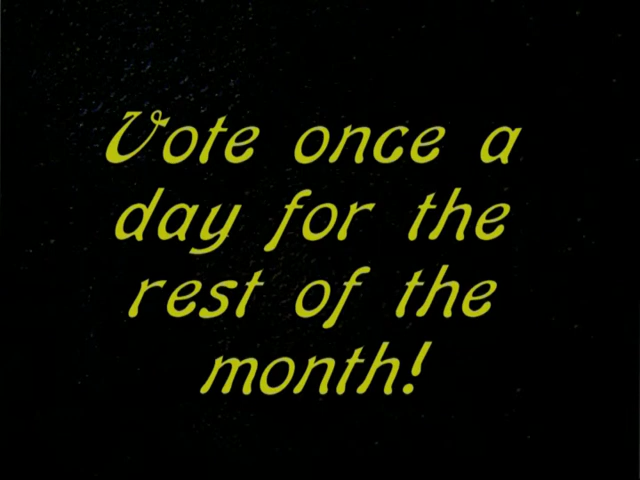 Vote once a
day for the
rest of the
month!